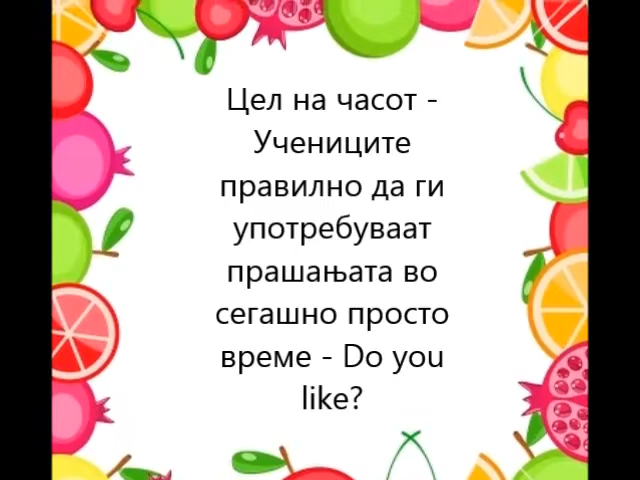 Цел на часот -
Учениците
правилно да ги
употребуваат
прашањата во
сегашно просто
време - Do you
like?